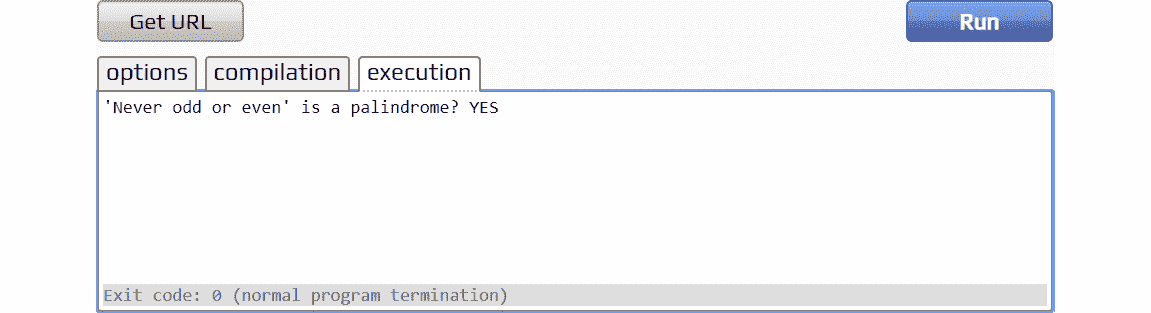 Get URL
Run
options
compilation
execution
'Never odd or even' is a palindrome? YES
Exit code: 0 (normal program termination)